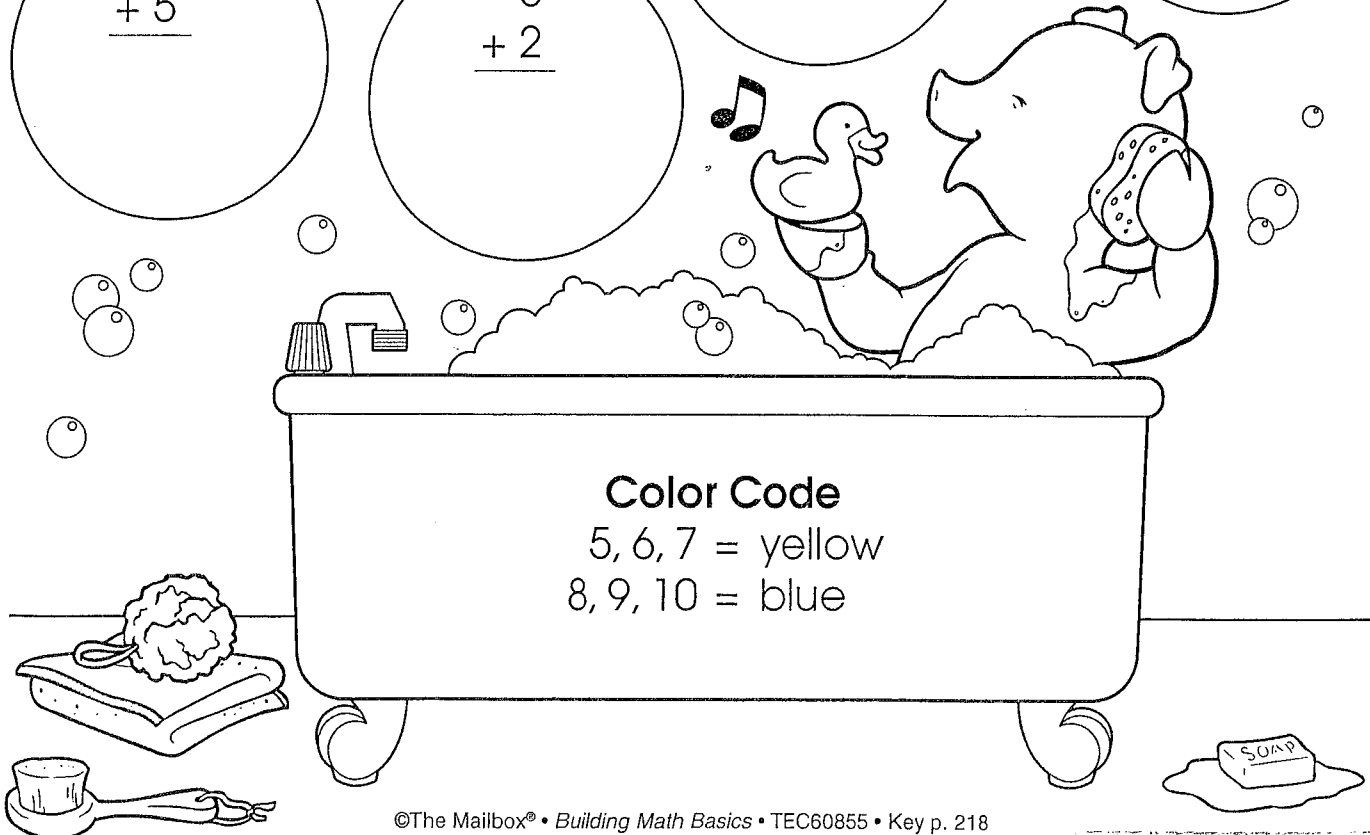 + 5
+ 2
Color Code
5, 6, 7 = yellow
8, 9, 10 = blue
SOAP
©The Mailbox® • Building Math Basics • TEC60855 • Key p. 218